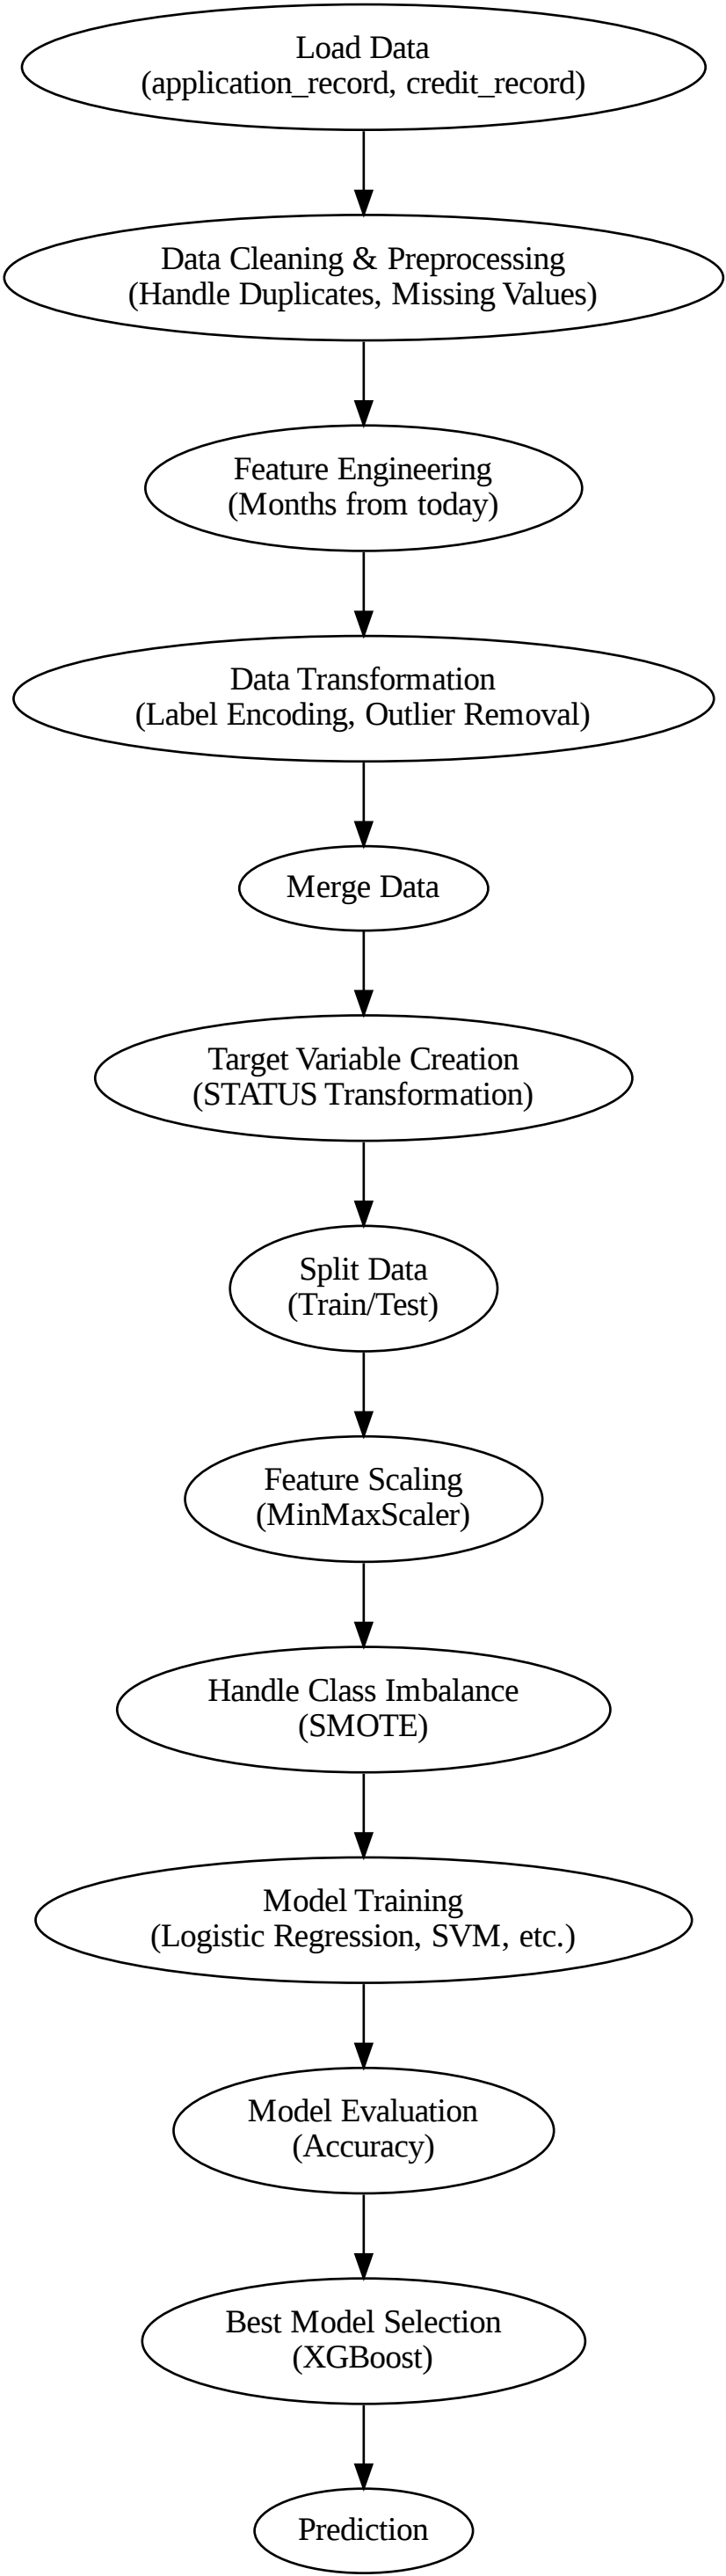 Load Data
(application_record, credit_record)
Data Cleaning & Preprocessing
(Handle Duplicates, Missing Values)
Feature Engineering
(Months from today)
Data Transformation
(Label Encoding, Outlier Removal)
Merge Data
Target Variable Creation
(STATUS Transformation)
Split Data
(Train/Test)
Feature Scaling
(MinMaxScaler)
Handle Class Imbalance
(SMOTE)
Model Training
(Logistic Regression, SVM, etc.)
Model Evaluation
(Accuracy)
Best Model Selection
(XGBoost)
Prediction